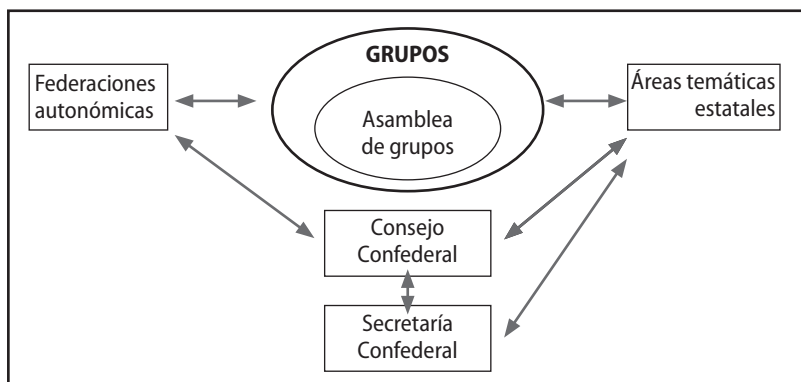 GRUPOS
Federaciones
autonómicas
Asamblea
de grupos
Áreas temáticas
estatales
Consejo
Confederal
Secretaría
Confederal